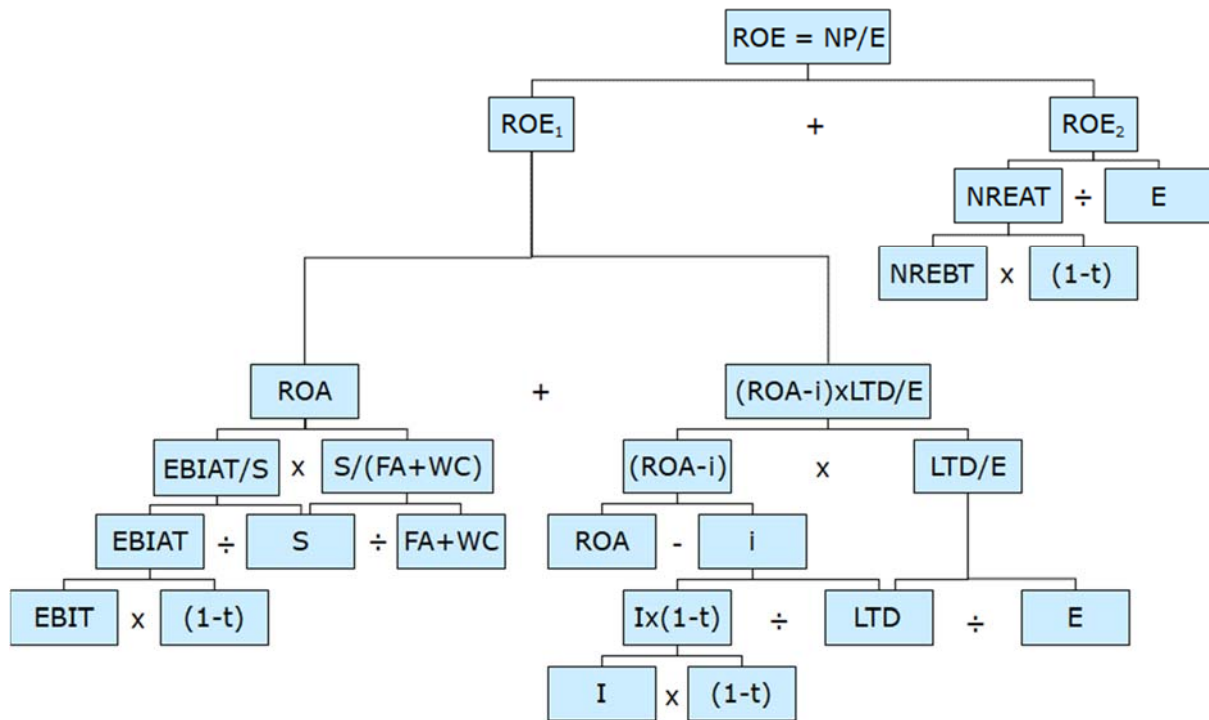 ROE = NP/E
ROE₁ + ROE₂
NREAT ÷ E
NREBT x (1-t)
ROA + (ROA-i)xLTD/E
EBIAT/S x S/(FA+WC) (ROA-i) x LTD/E
EBIAT ÷ S ÷ FA+WC ROA - i
EBIT x (1-t) Ix(1-t) ÷ LTD ÷ E
I x (1-t)